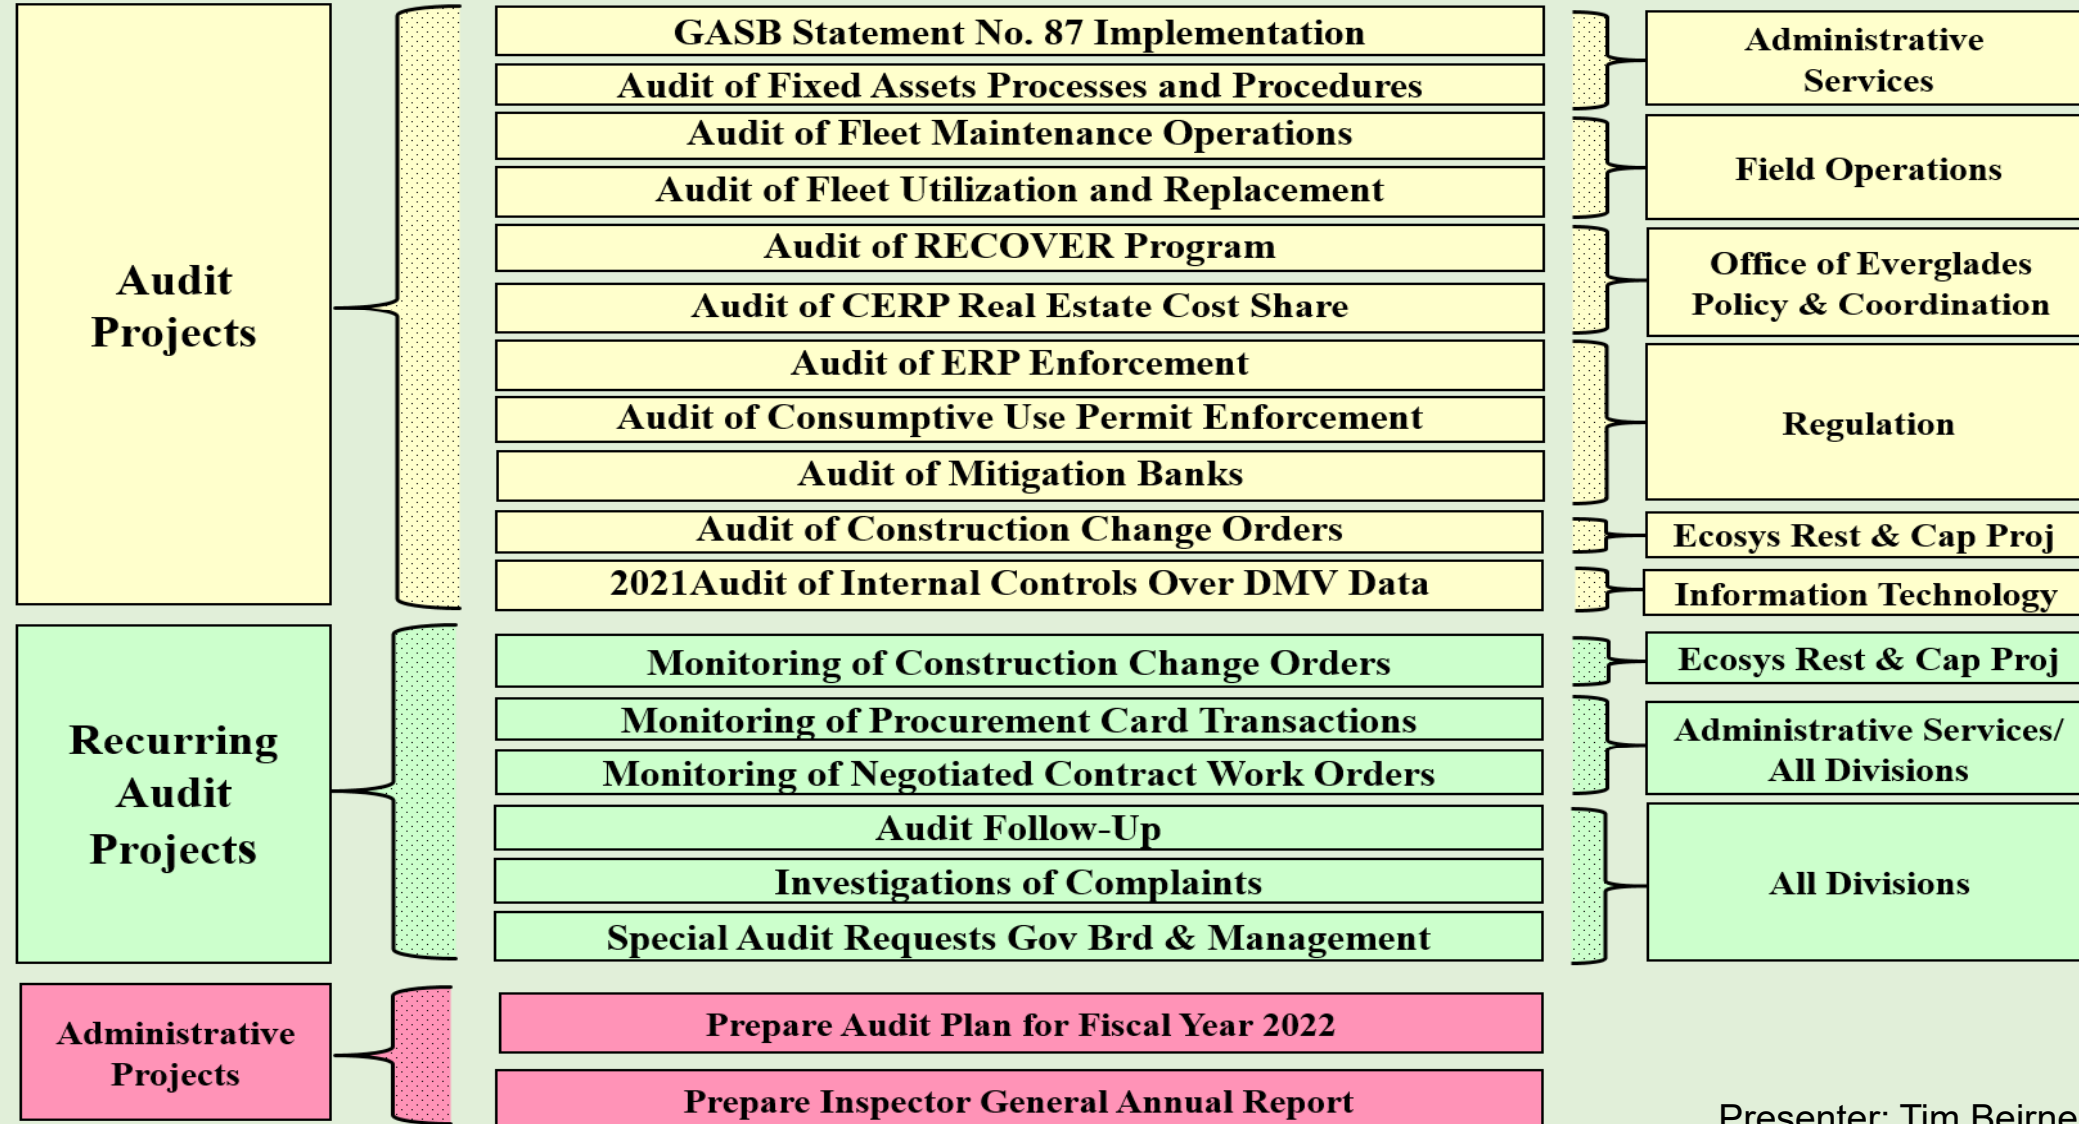 Audit
Projects
GASB Statement No. 87 Implementation
Audit of Fixed Assets Processes and Procedures
Audit of Fleet Maintenance Operations
Audit of Fleet Utilization and Replacement
Audit of RECOVER Program
Audit of CERP Real Estate Cost Share
Audit of ERP Enforcement
Audit of Consumptive Use Permit Enforcement
Audit of Mitigation Banks
Audit of Construction Change Orders
2021Audit of Internal Controls Over DMV Data
Administrative
Services
Field Operations
Office of Everglades
Policy & Coordination
Regulation
Ecosys Rest & Cap Proj
Information Technology
Recurring
Audit
Projects
Monitoring of Construction Change Orders
Monitoring of Procurement Card Transactions
Monitoring of Negotiated Contract Work Orders
Audit Follow-Up
Investigations of Complaints
Special Audit Requests Gov Brd & Management
Ecosys Rest & Cap Proj
Administrative Services/
All Divisions
All Divisions
Administrative
Projects
Prepare Audit Plan for Fiscal Year 2022
Prepare Inspector General Annual Report
Presenter: Tim Beirne